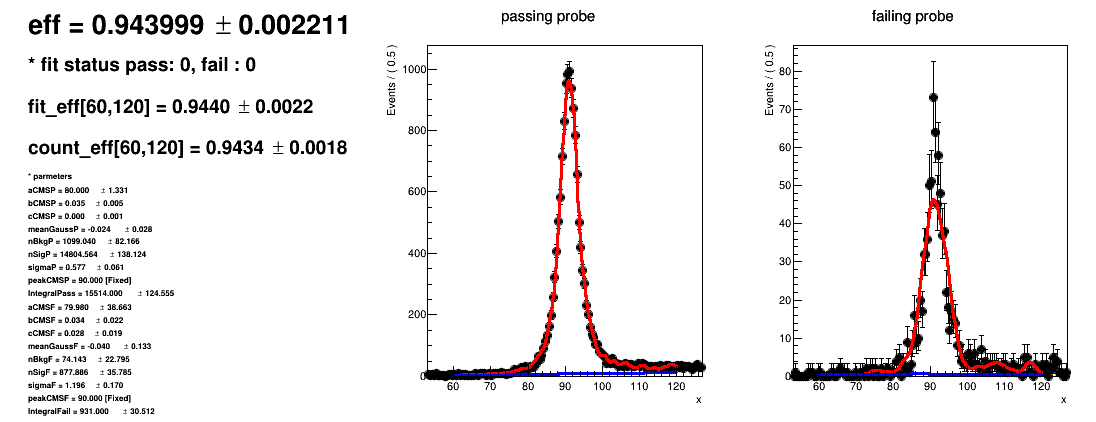 eff = 0.943999 ± 0.002211
* fit status pass: 0, fail : 0
fit_eff[60,120] = 0.9440 ± 0.0022
count_eff[60,120] = 0.9434 ± 0.0018
* parmeters
aCMSP = 80.000 ± 1.331
bCMSP = 0.035 ± 0.005
cCMSP = 0.000 ± 0.001
meanGaussP = -0.024 ± 0.028
nBkgP = 1099.040 ± 82.166
nSigP = 14804.564 ± 138.124
sigmaP = 0.577 ± 0.061
peakCMSP = 90.000 [Fixed]
IntegralPass = 15514.000 ± 124.555
aCMSF = 79.980 ± 38.663
bCMSF = 0.034 ± 0.022
cCMSF = 0.028 ± 0.019
meanGaussF = -0.040 ± 0.133
nBkgF = 74.143 ± 22.795
nSigF = 877.886 ± 35.785
sigmaF = 1.196 ± 0.170
peakCMSF = 90.000 [Fixed]
IntegralFail = 931.000 ± 30.512
passing probe
Events / ( 0.5 )
1000
800
600
400
200
0
60 70 80 90 100 110 120
x
failing probe
Events / ( 0.5 )
80
70
60
50
40
30
20
10
0
60 70 80 90 100 110 120
x